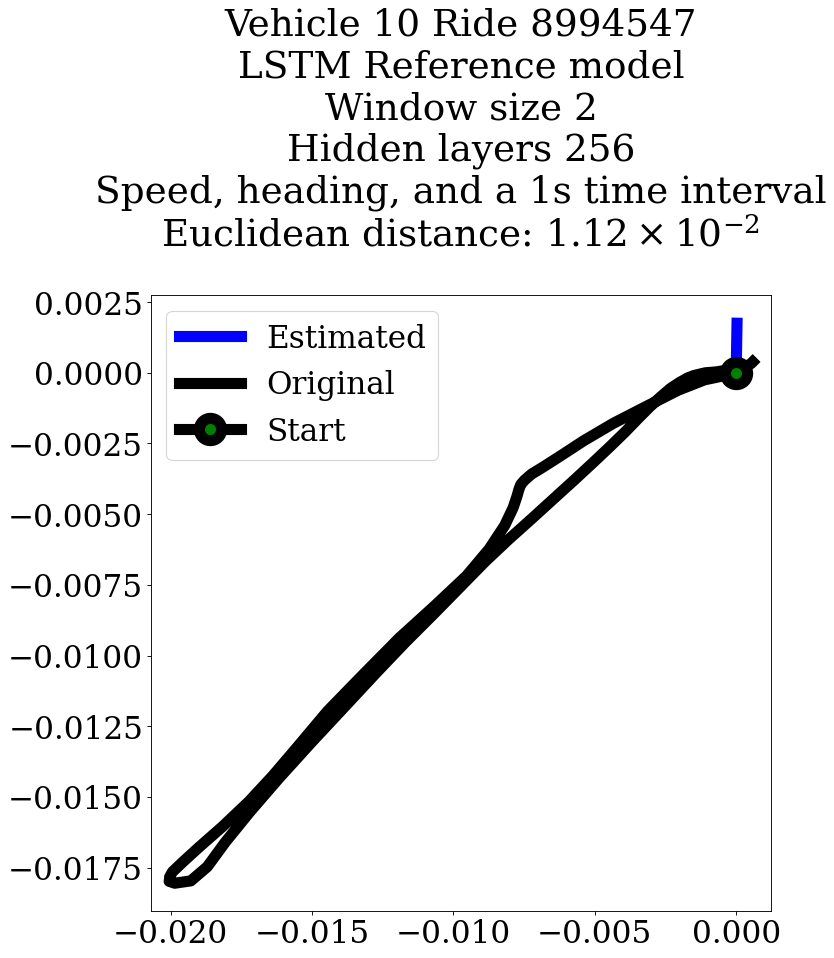 Vehicle 10 Ride 8994547
LSTM Reference model
Window size 2
Hidden layers 256
Speed, heading, and a 1s time interval
Euclidean distance: 1.12 × 10⁻²
0.0025
0.0000
−0.0025
−0.0050
−0.0075
−0.0100
−0.0125
−0.0150
−0.0175
Estimated
Original
Start
−0.020 −0.015 −0.010 −0.005 0.000